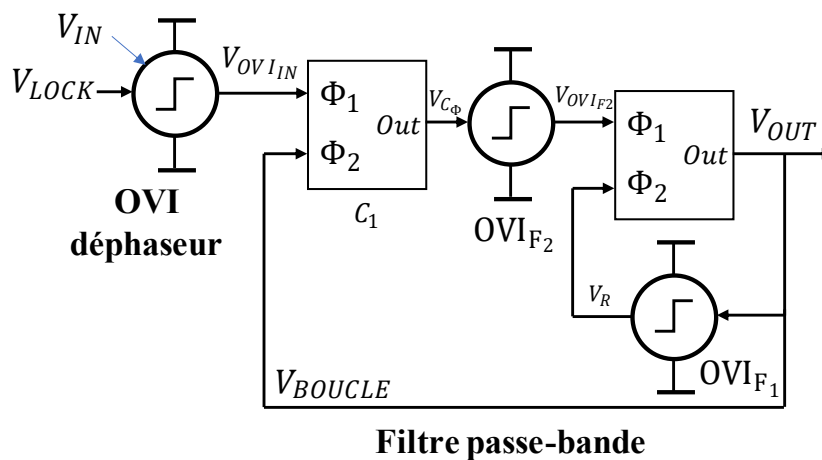 V_IN
V_LOCK
V_OVI_IN
Φ1
Φ2
Out
C1
V_CΦ
V_OVI_F2
Φ1
Φ2
Out
V_OUT
OVI
déphaseur
OVI_F2
V_R
OVI_F1
V_BOUCLE
Filtre passe-bande